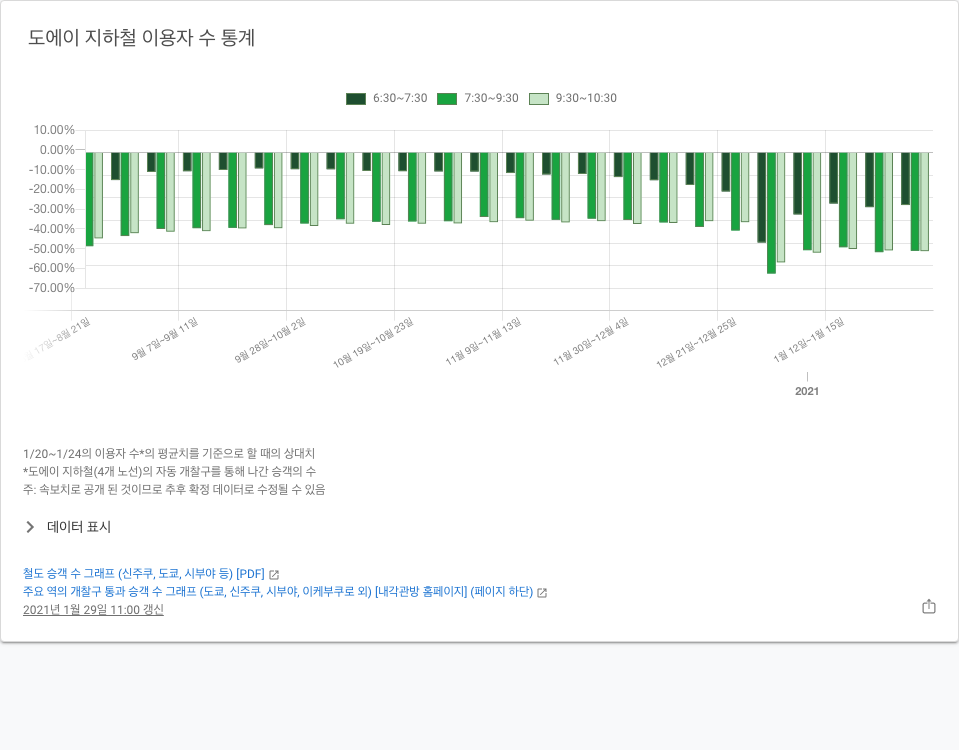 도에이 지하철 이용자 수 통계
6:30~7:30 7:30~9:30 9:30~10:30
10.00%
0.00%
-10.00%
-20.00%
-30.00%
-40.00%
-50.00%
-60.00%
-70.00%
17일~8월 21일
9월 7일~9월 11일
9월 28일~10월 2일
10월 19일~10월 23일
11월 9일~11월 13일
11월 30일~12월 4일
12월 21일~12월 25일
1월 12일~1월 15일
2021
1/20~1/24의 이용자 수*의 평균치를 기준으로 할 때의 상대치
*도에이 지하철(4개 노선)의 자동 개찰구를 통해 나간 승객의 수
주: 속보치로 공개 된 것이므로 추후 확정 데이터로 수정될 수 있음
데이터 표시
철도 승객 수 그래프 (신주쿠, 도쿄, 시부야 등) [PDF]
주요 역의 개찰구 통과 승객 수 그래프 (도쿄, 신주쿠, 시부야, 이케부쿠로 외) [내각관방 홈페이지] (페이지 하단)
2021년 1월 29일 11:00 갱신